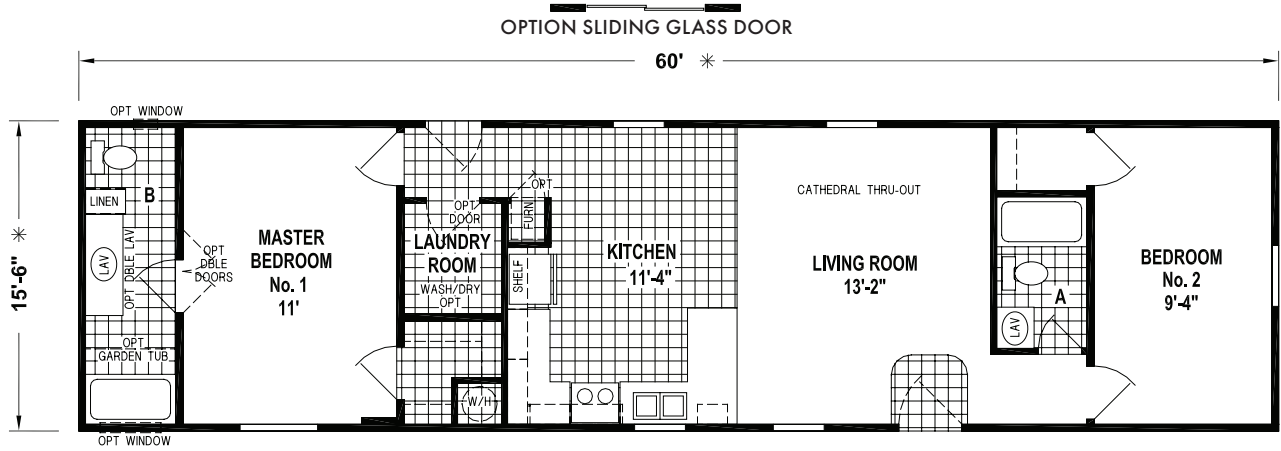 OPTION SLIDING GLASS DOOR
60' ✳
15'-6" ✳
OPT WINDOW
B
LINEN
LAV
OPT DBLE LAV
OPT
DBLE
DOORS
OPT
GARDEN TUB
OPT WINDOW
MASTER
BEDROOM
No. 1
11'
OPT
DOOR
LAUNDRY
ROOM
WASH/DRY
OPT
W/H
OPT
FURN
SHELF
KITCHEN
11'-4"
CATHEDRAL THRU-OUT
LIVING ROOM
13'-2"
A
LAV
BEDROOM
No. 2
9'-4"